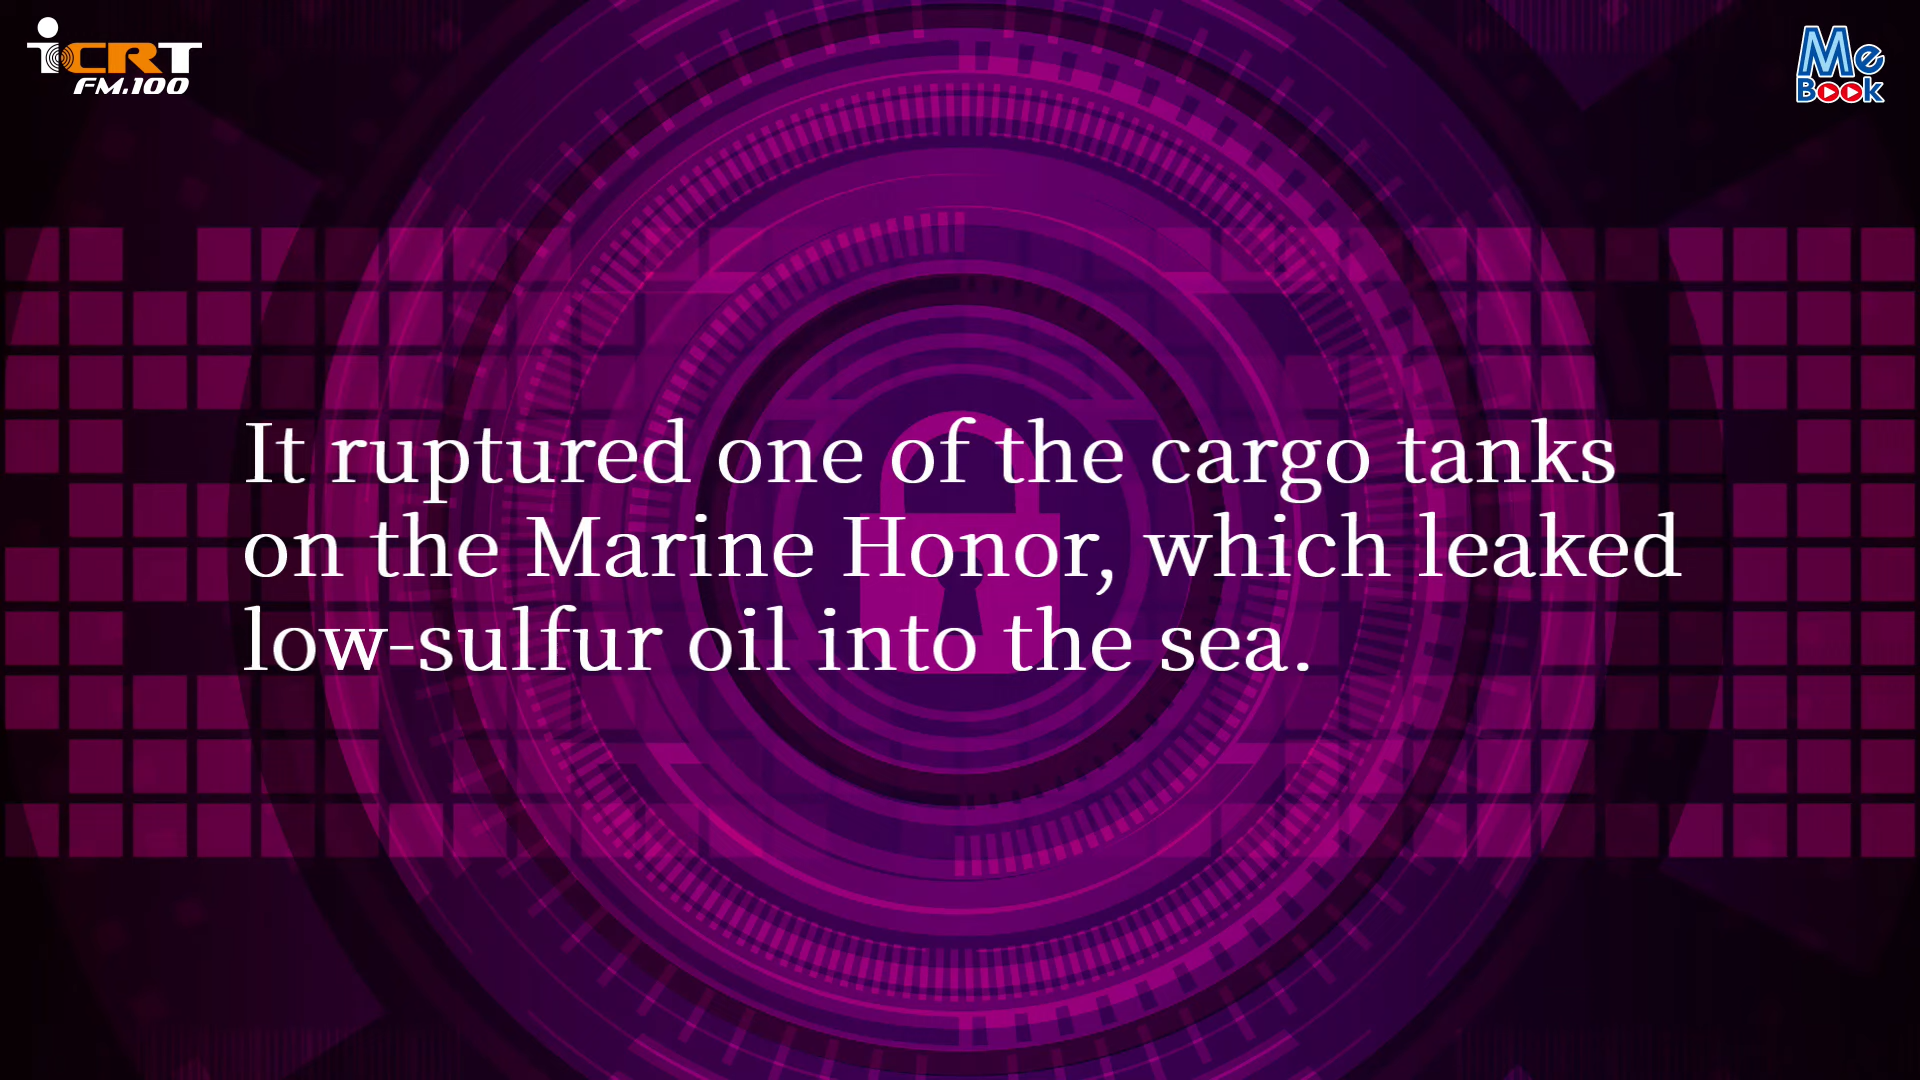 iCRT
FM.100
Me
Book
It ruptured one of the cargo tanks
on the Marine Honor, which leaked
low-sulfur oil into the sea.